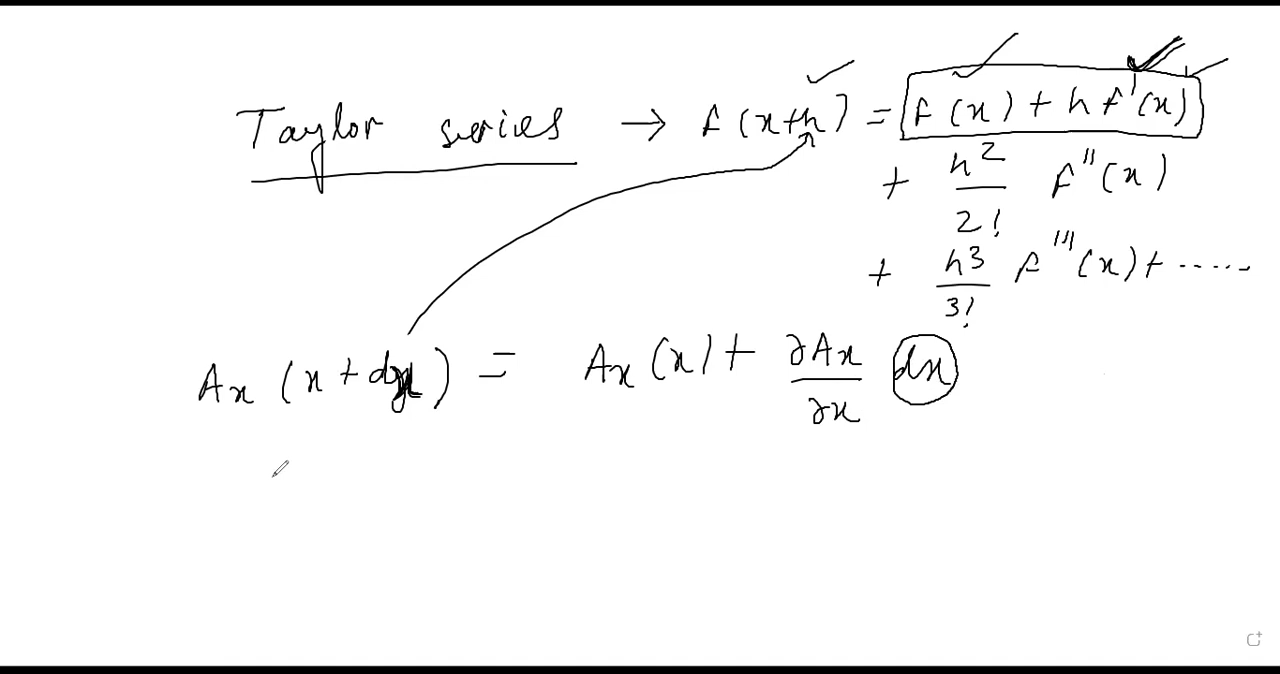 Taylor series → f(x+h) = f(x) + h f'(x)
+ h²/2! f''(x)
+ h³/3! f'''(x) + .....
Ax (x + dx) = Ax (x) + ∂Ax/∂x dx